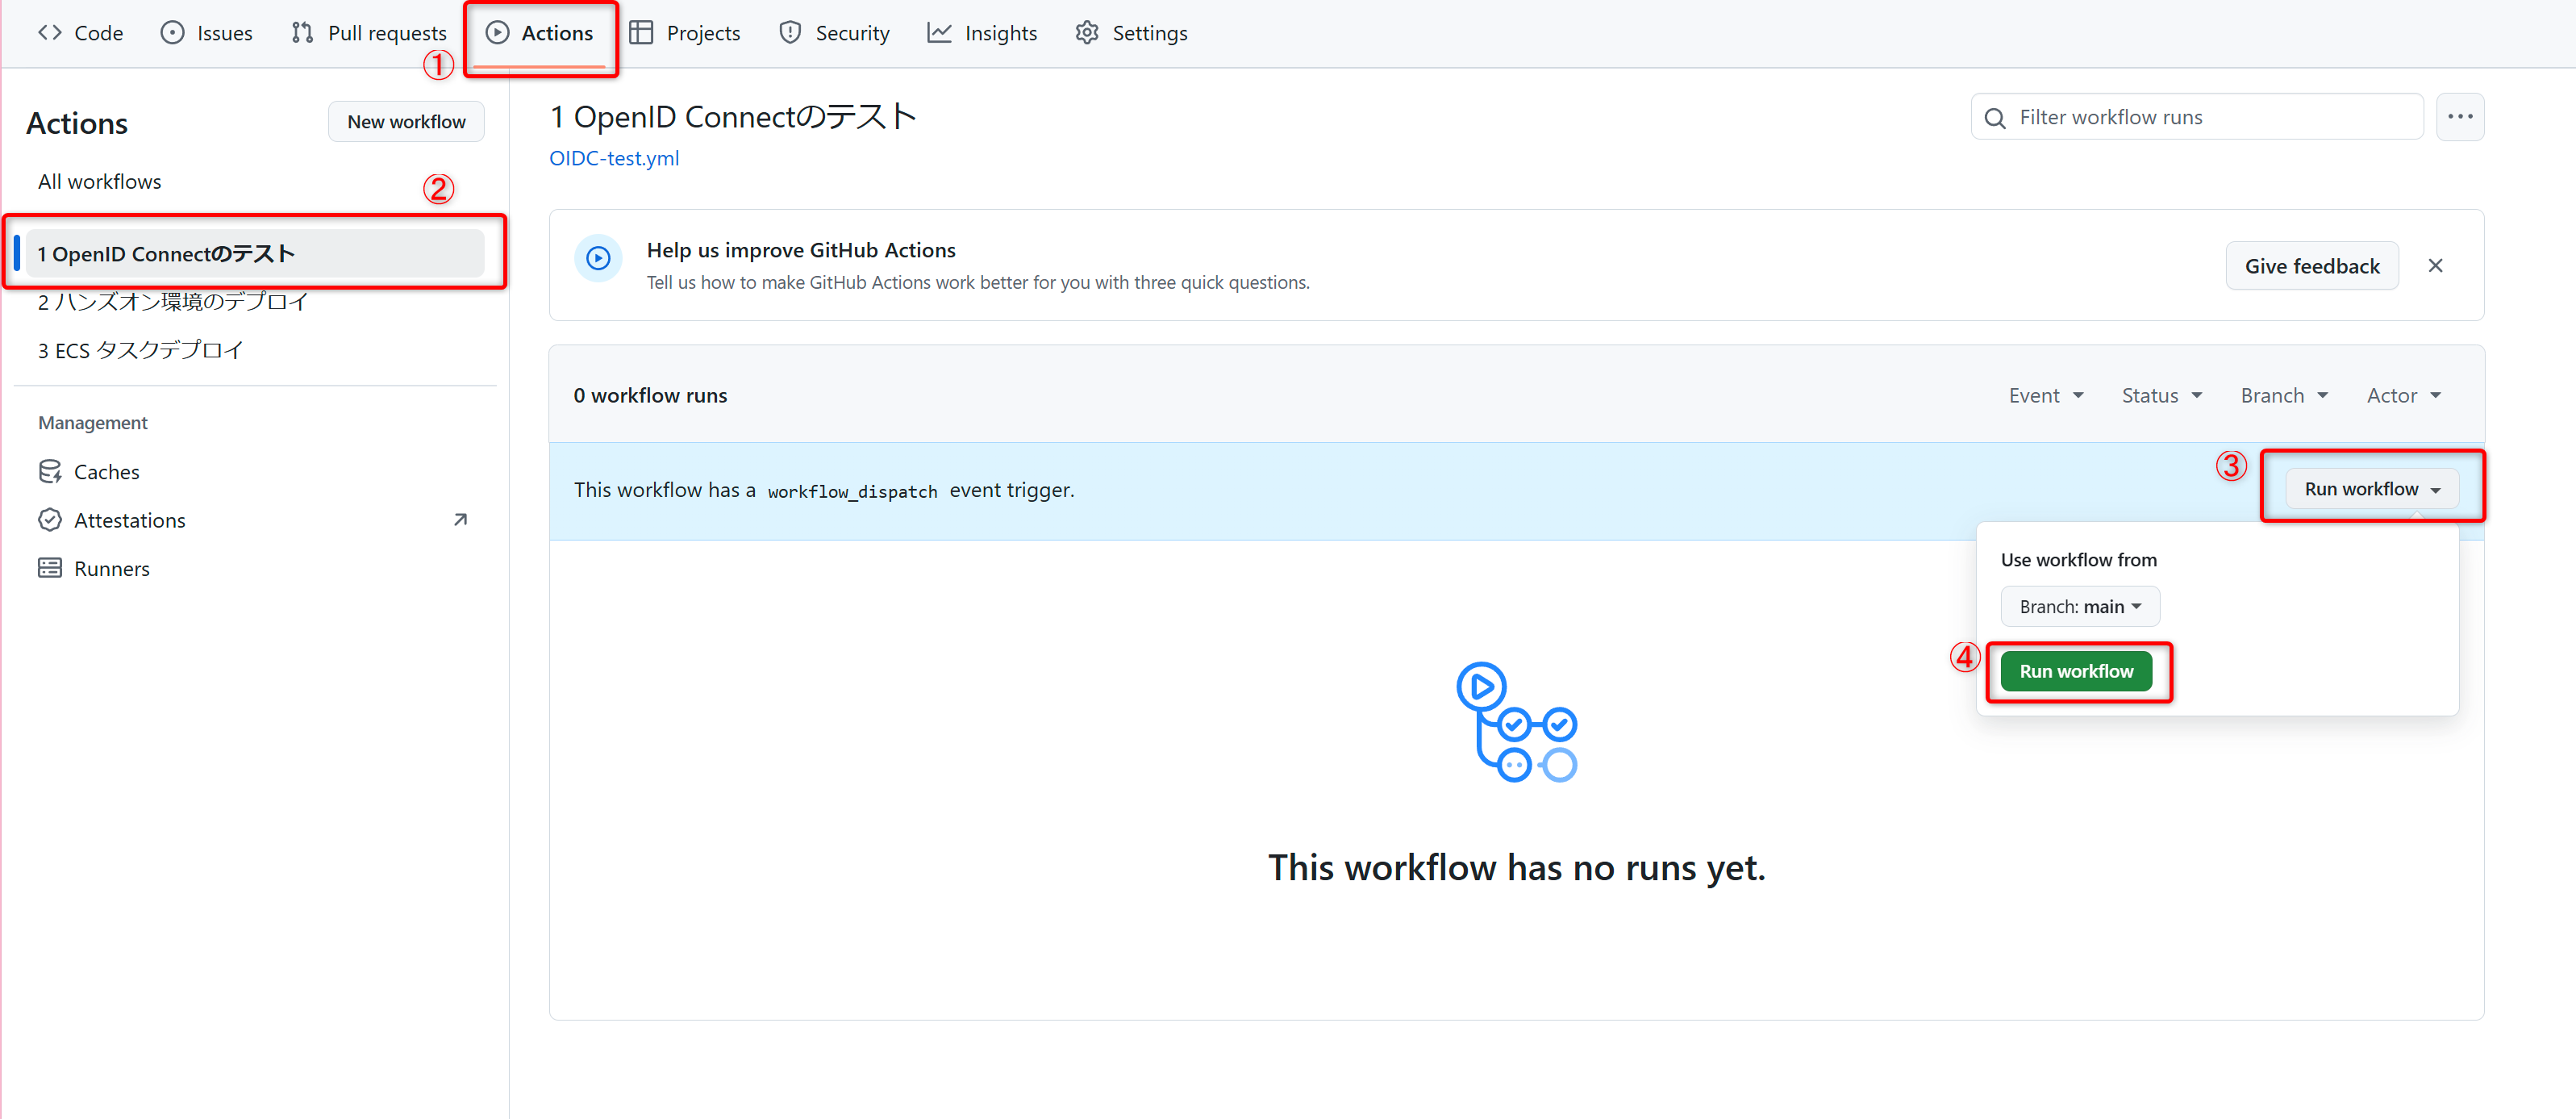 Code Issues Pull requests Actions Projects Security Insights Settings
①
Actions
New workflow
All workflows
②
1 OpenID Connectのテスト
2 ハンズオン環境のデプロイ
3 ECS タスクデプロイ
Management
Caches
Attestations
Runners
1 OpenID Connectのテスト
OIDC-test.yml
Filter workflow runs
Help us improve GitHub Actions
Tell us how to make GitHub Actions work better for you with three quick questions.
Give feedback
0 workflow runs
Event Status Branch Actor
This workflow has a workflow_dispatch event trigger.
③
Run workflow
Use workflow from
Branch: main
④
Run workflow
This workflow has no runs yet.